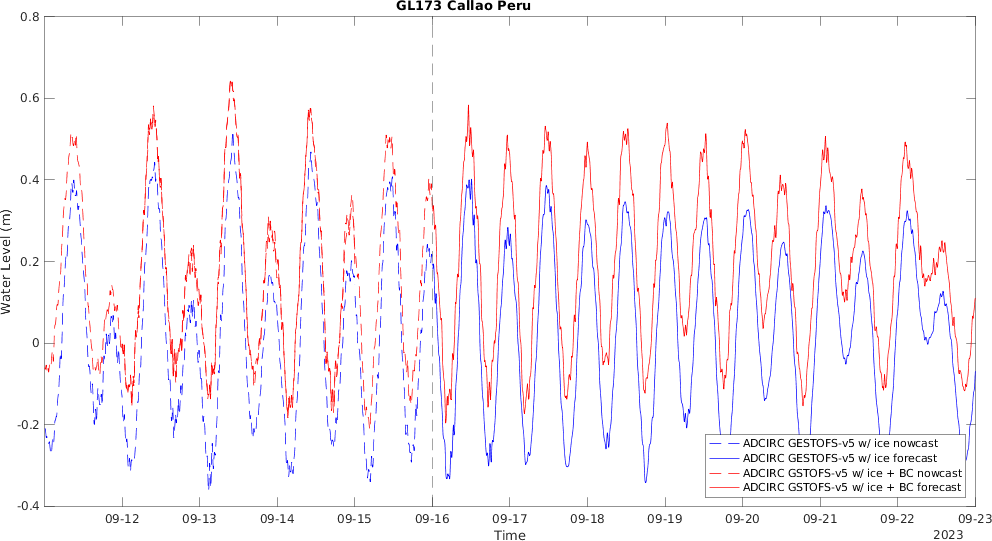 GL173 Callao Peru
0.8
0.6
0.4
0.2
0
-0.2
-0.4
Water Level (m)
09-12 09-13 09-14 09-15 09-16 09-17 09-18 09-19 09-20 09-21 09-22 09-23
Time
2023
ADCIRC GESTOFS-v5 w/ ice nowcast
ADCIRC GESTOFS-v5 w/ ice forecast
ADCIRC GSTOFS-v5 w/ ice + BC nowcast
ADCIRC GSTOFS-v5 w/ ice + BC forecast